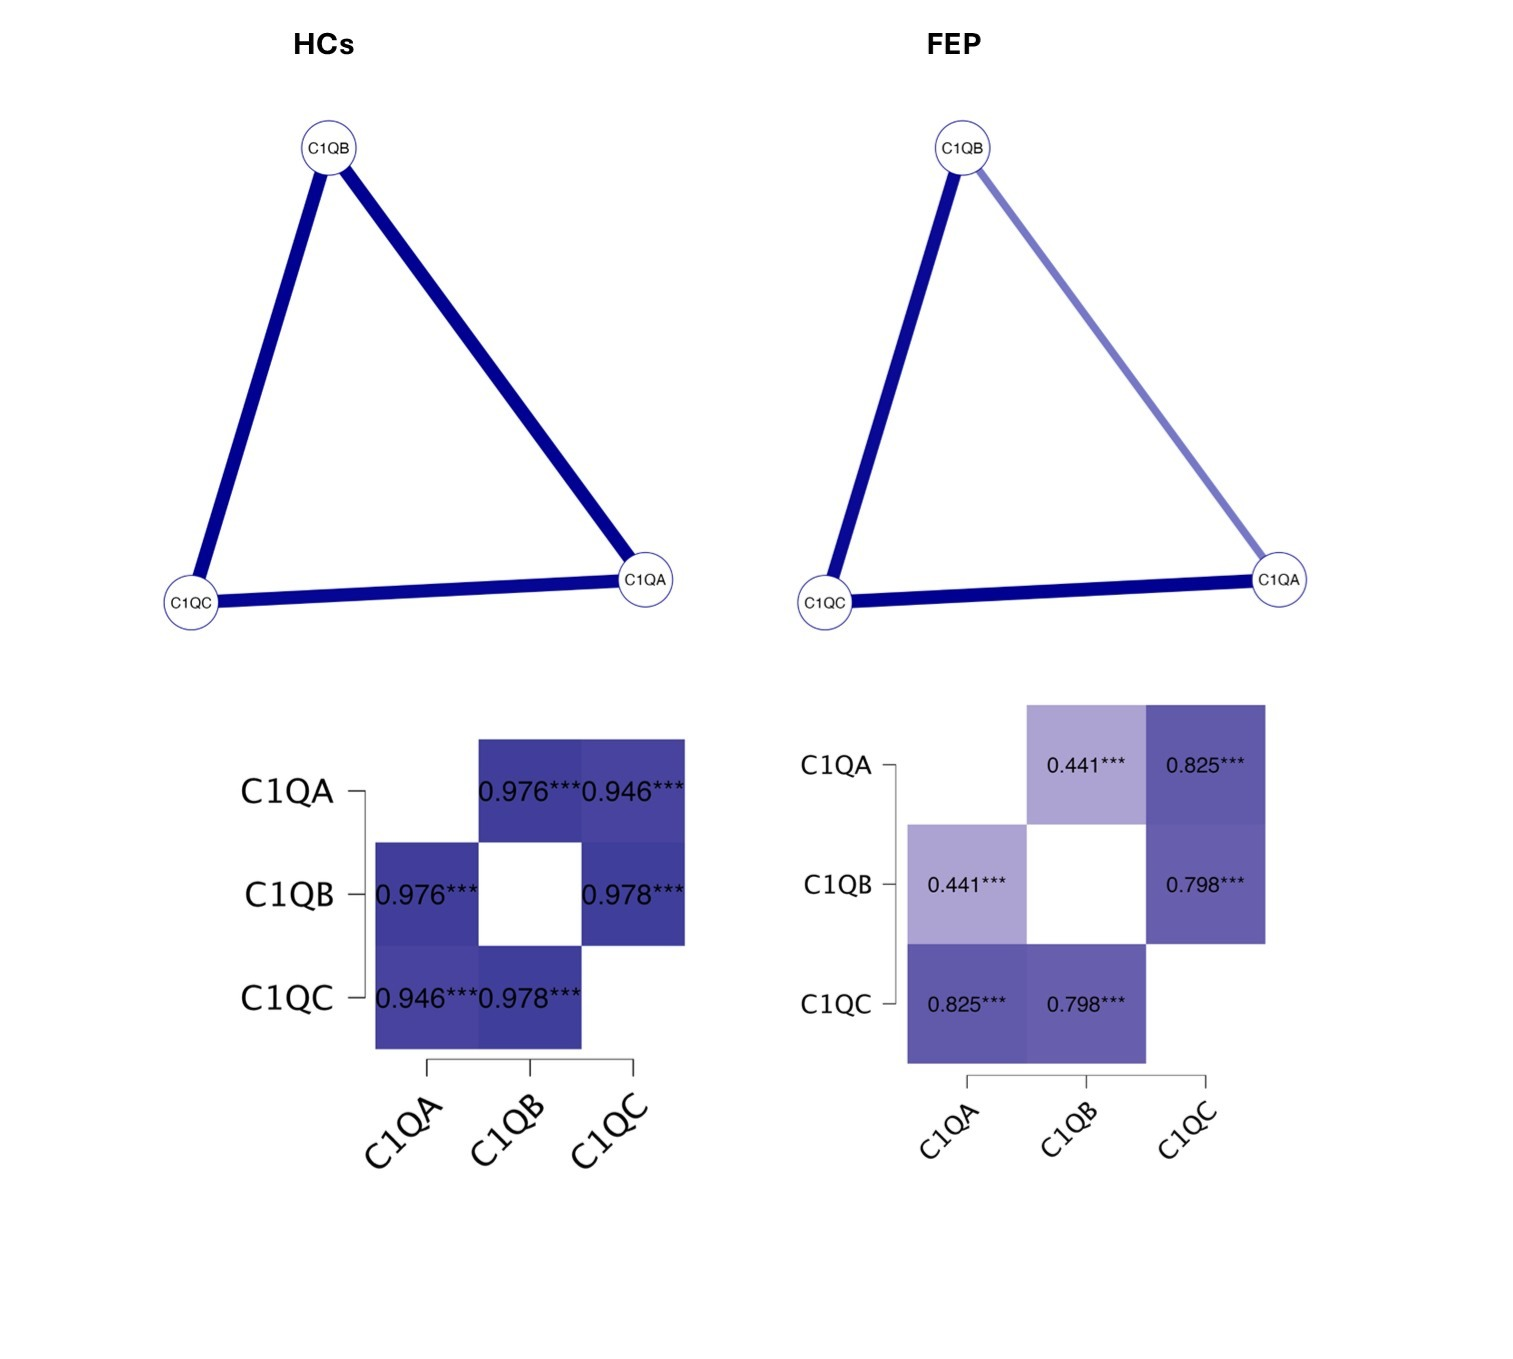 HCs
FEP
C1QB
C1QC
C1QA
C1QB
C1QC
C1QA
C1QA 0.976*** 0.946***
C1QB 0.976*** 0.978***
C1QC 0.946*** 0.978***
C1QA C1QB C1QC
C1QA 0.441*** 0.825***
C1QB 0.441*** 0.798***
C1QC 0.825*** 0.798***
C1QA C1QB C1QC